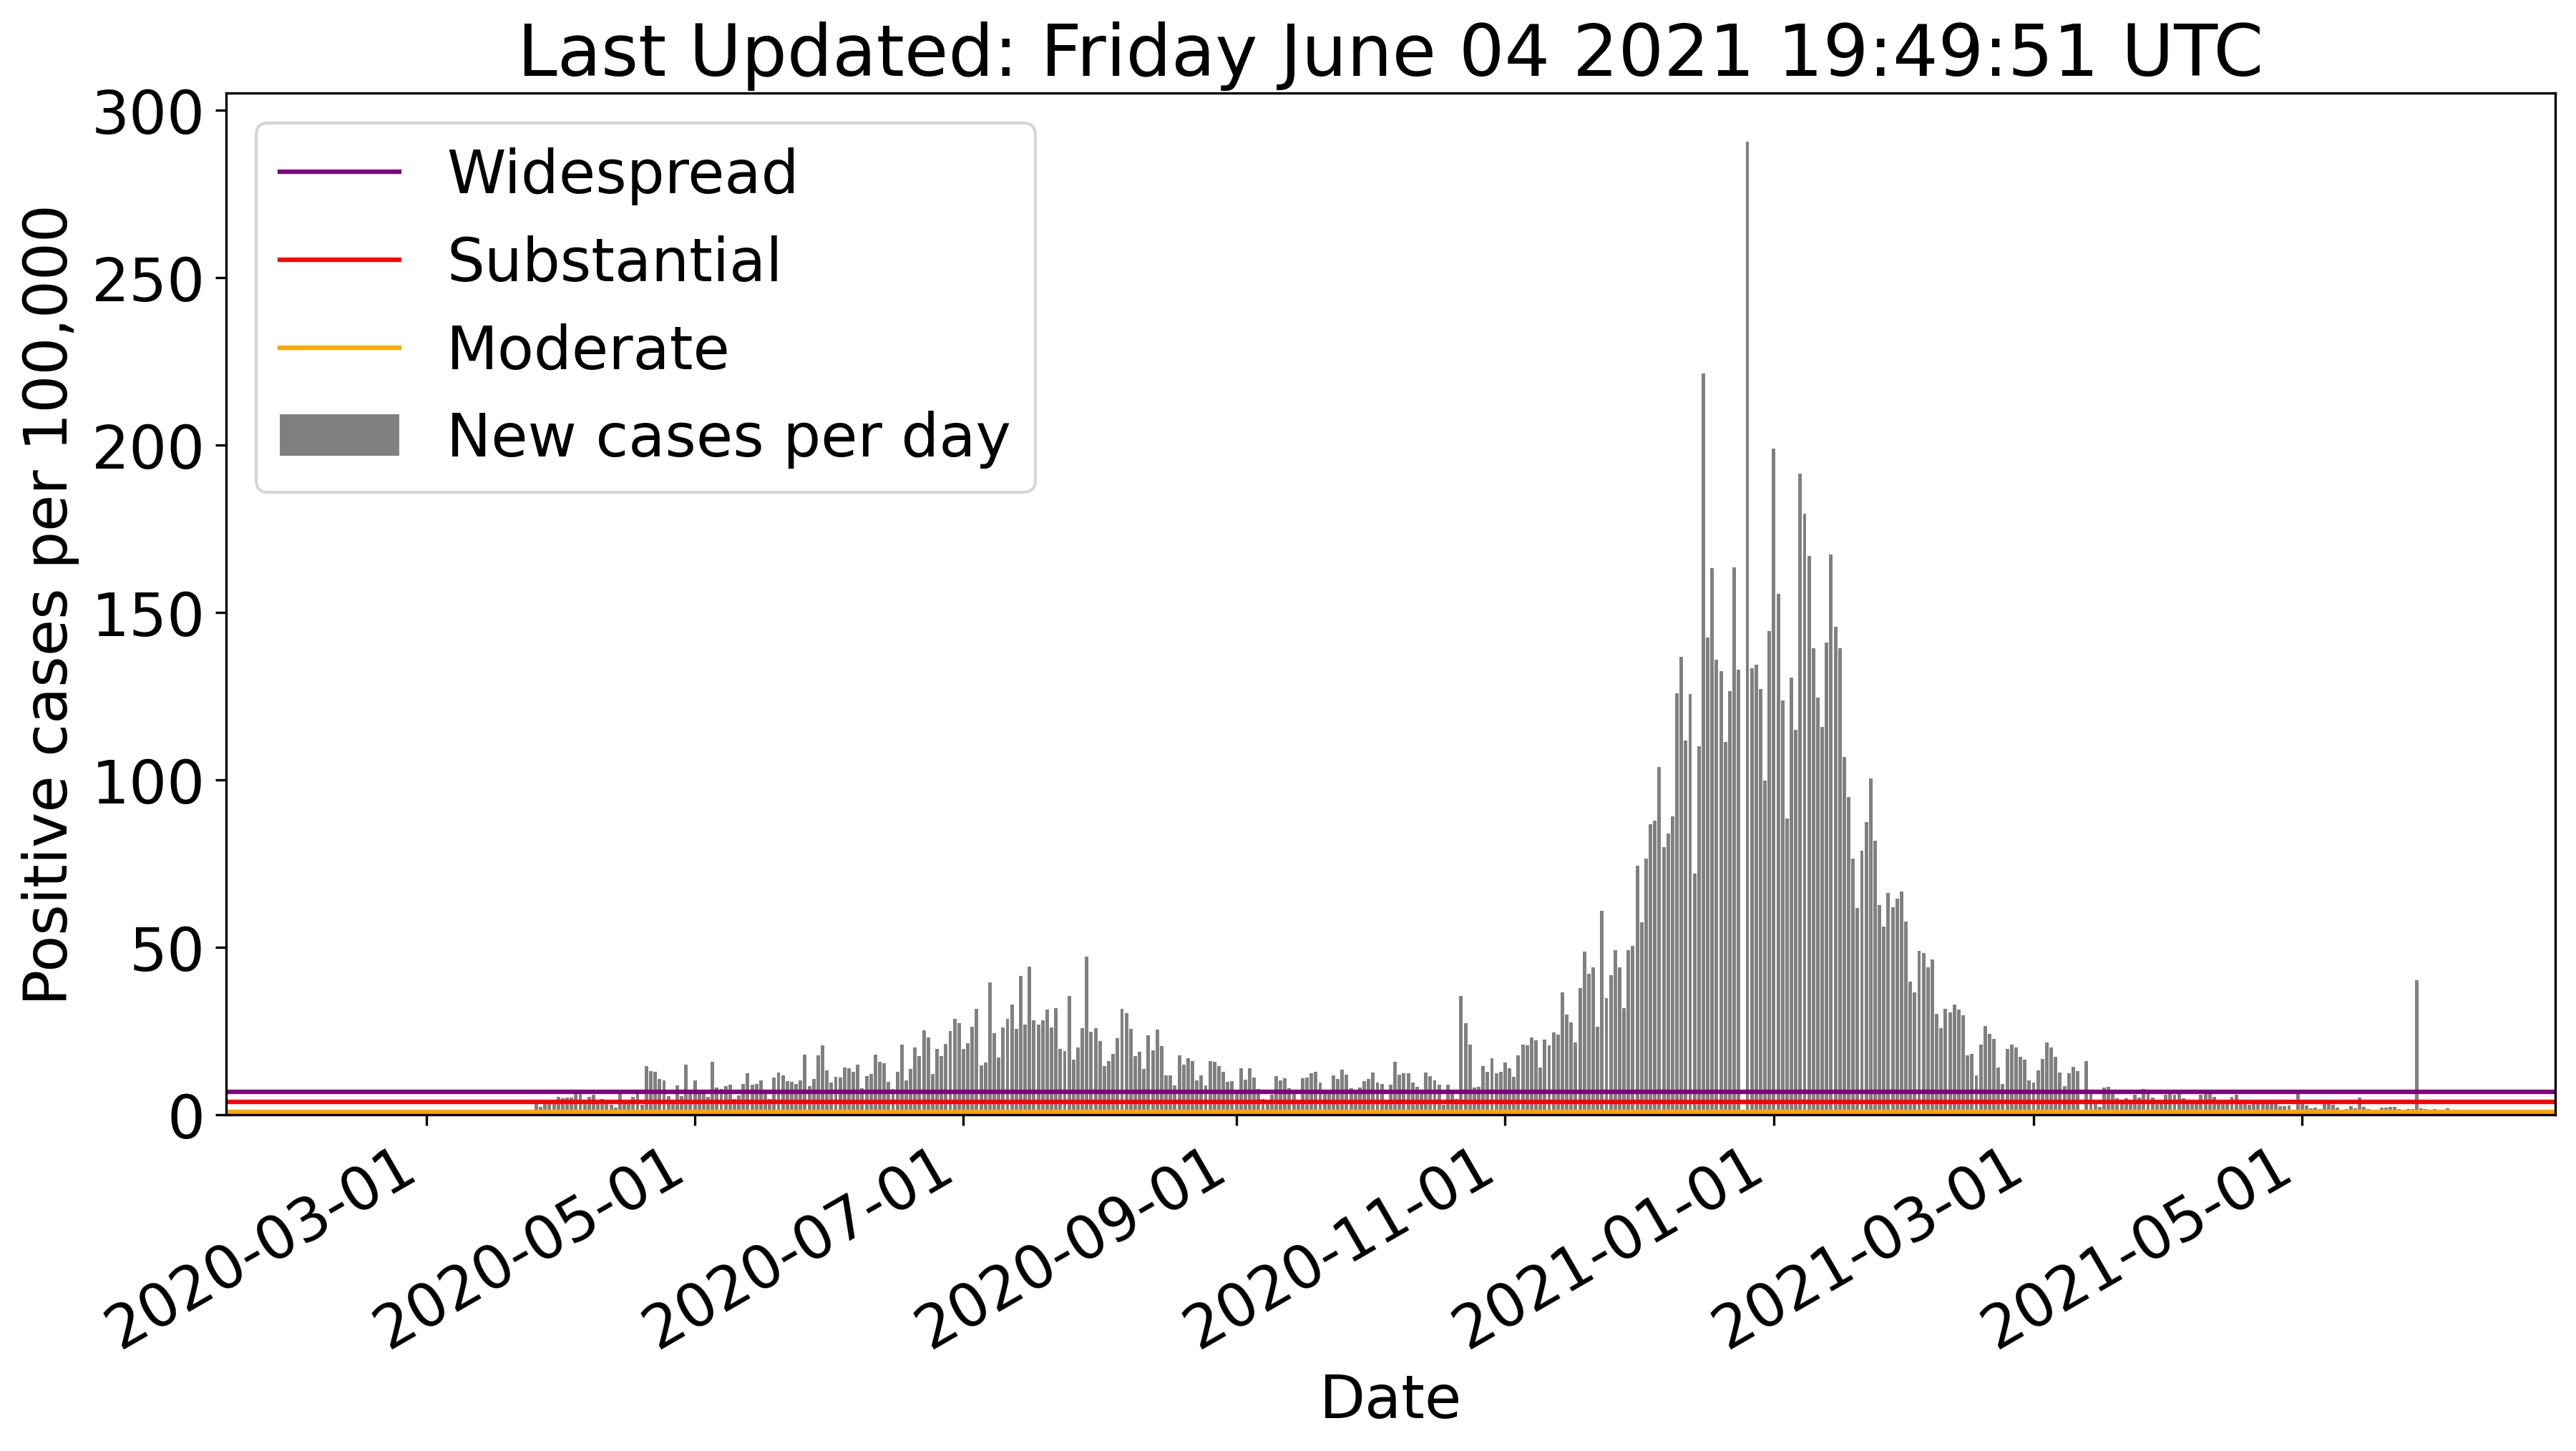 Last Updated: Friday June 04 2021 19:49:51 UTC
Positive cases per 100,000
300
250
200
150
100
50
0
Widespread
Substantial
Moderate
New cases per day
2020-03-01
2020-05-01
2020-07-01
2020-09-01
2020-11-01
2021-01-01
2021-03-01
2021-05-01
Date